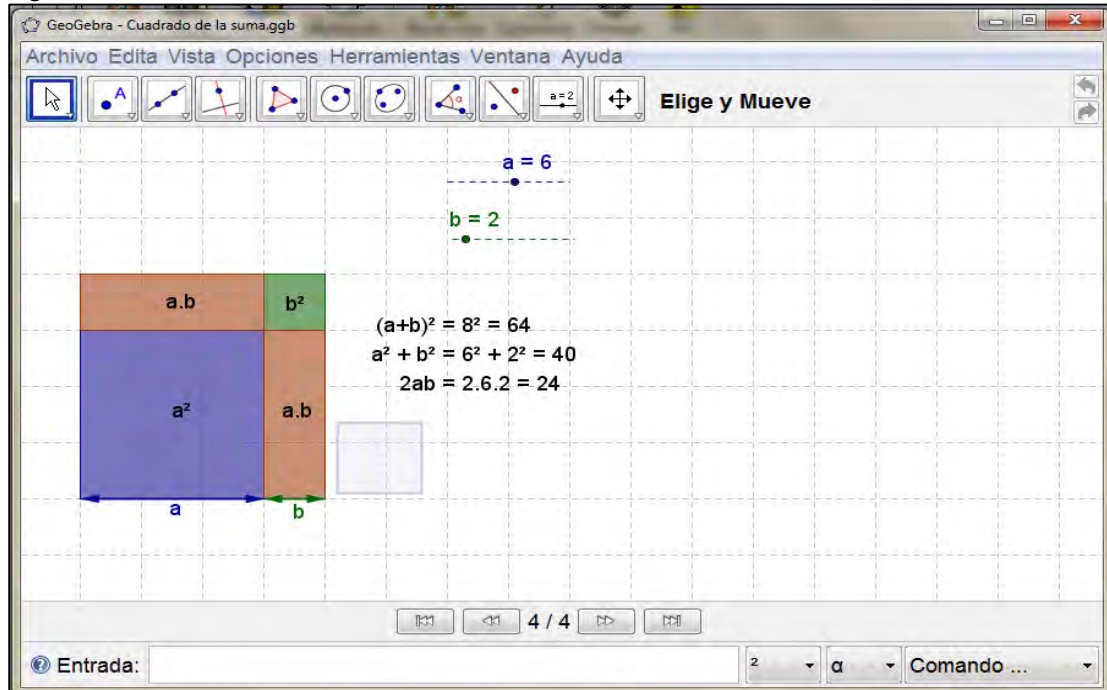 GeoGebra - Cuadrado de la suma.ggb
Archivo Edita Vista Opciones Herramientas Ventana Ayuda
A α a = 2 Elige y Mueve
a = 6
b = 2
a.b b²
(a+b)² = 8² = 64
a² + b² = 6² + 2² = 40
2ab = 2.6.2 = 24
a² a.b
a b
4 / 4
Entrada: ² α Comando ...